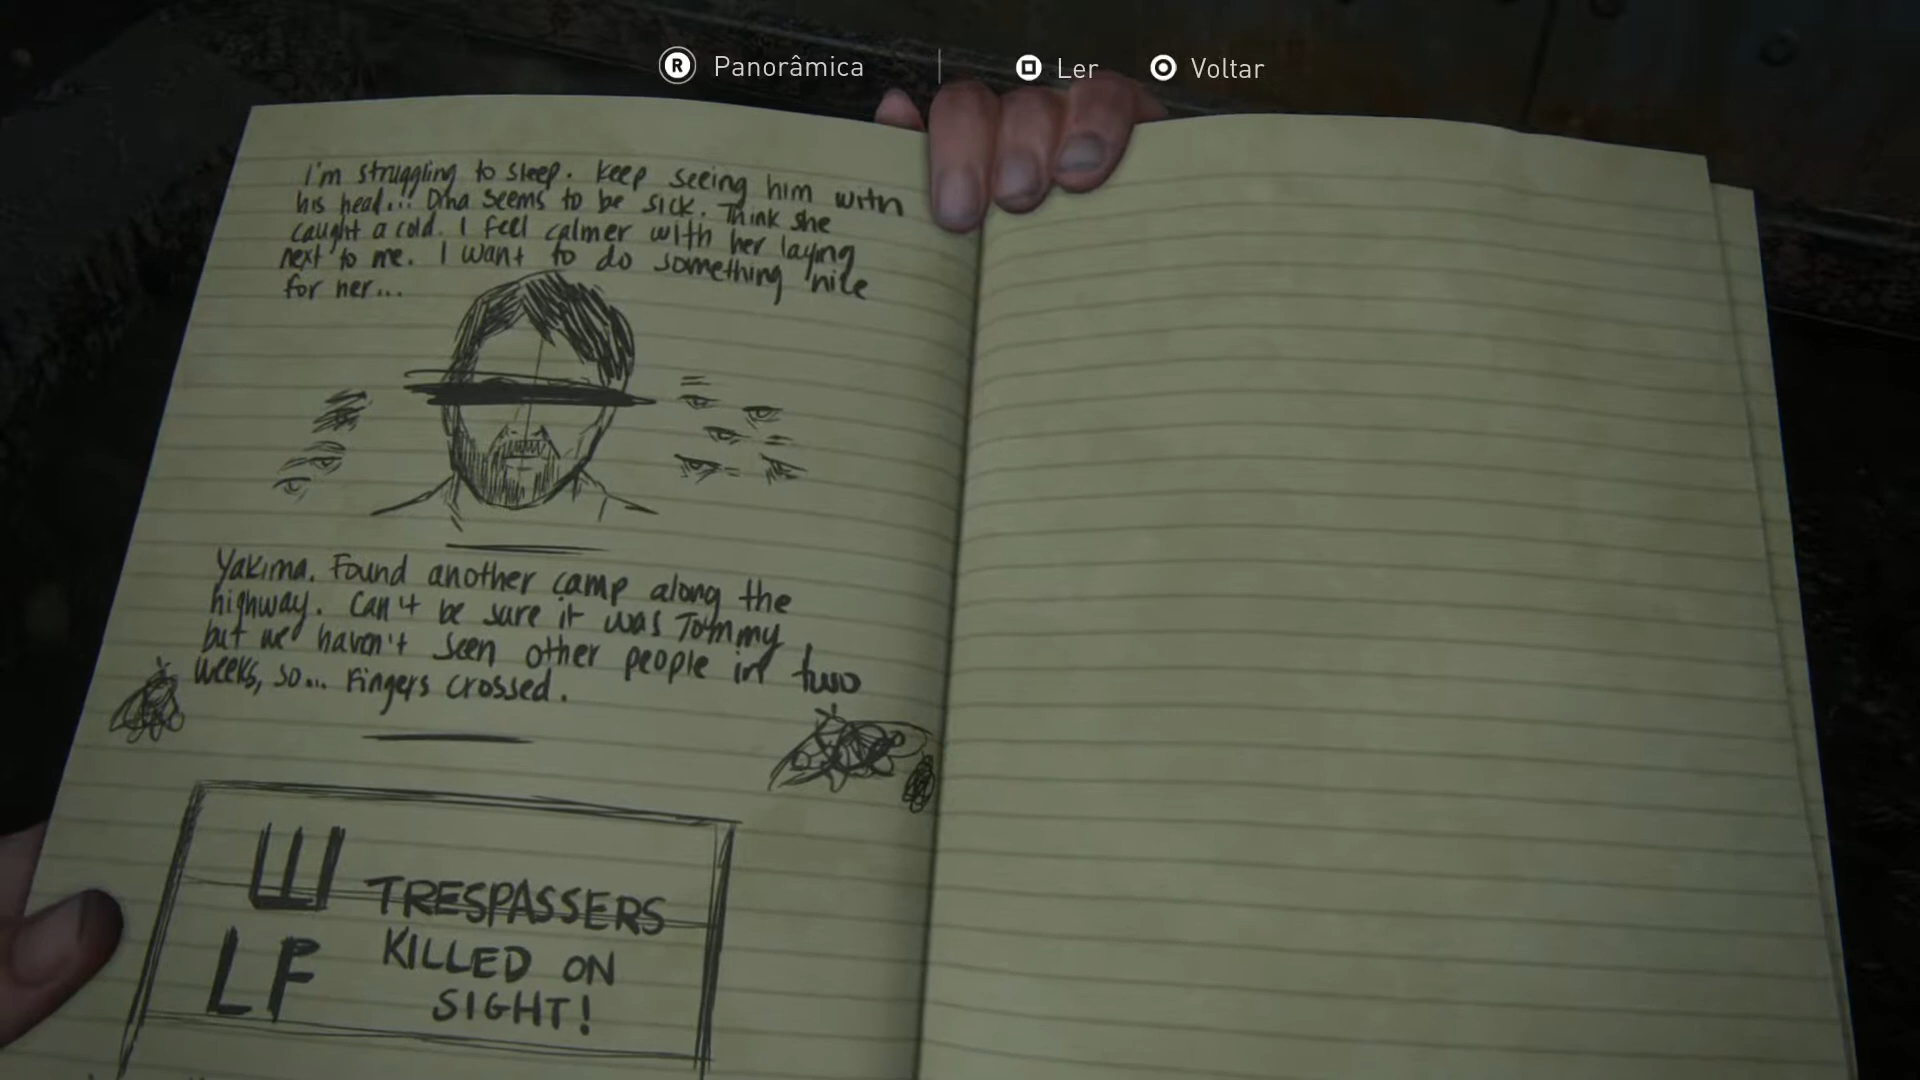 R Panorâmica Ler Voltar
I'm struggling to sleep. Keep seeing him with
his head... Dina seems to be sick. Think she
caught a cold. I feel calmer with her laying
next to me. I want to do something nice
for her...
Yakima. Found another camp along the
highway. Can't be sure it was Tommy
but we haven't seen other people in two
weeks, so... Fingers crossed.
W
LF
TRESPASSERS
KILLED ON
SIGHT!